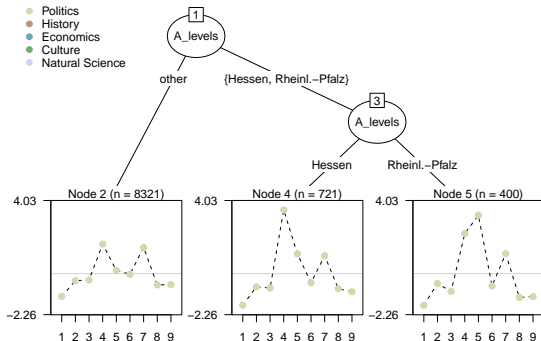 Politics
History
Economics
Culture
Natural Science
1
A_levels
other
{Hessen, Rheinl.−Pfalz}
3
A_levels
Hessen
Rheinl.−Pfalz
Node 2 (n = 8321)
4.03
−2.26
1 2 3 4 5 6 7 8 9
Node 4 (n = 721)
4.03
−2.26
1 2 3 4 5 6 7 8 9
Node 5 (n = 400)
4.03
−2.26
1 2 3 4 5 6 7 8 9